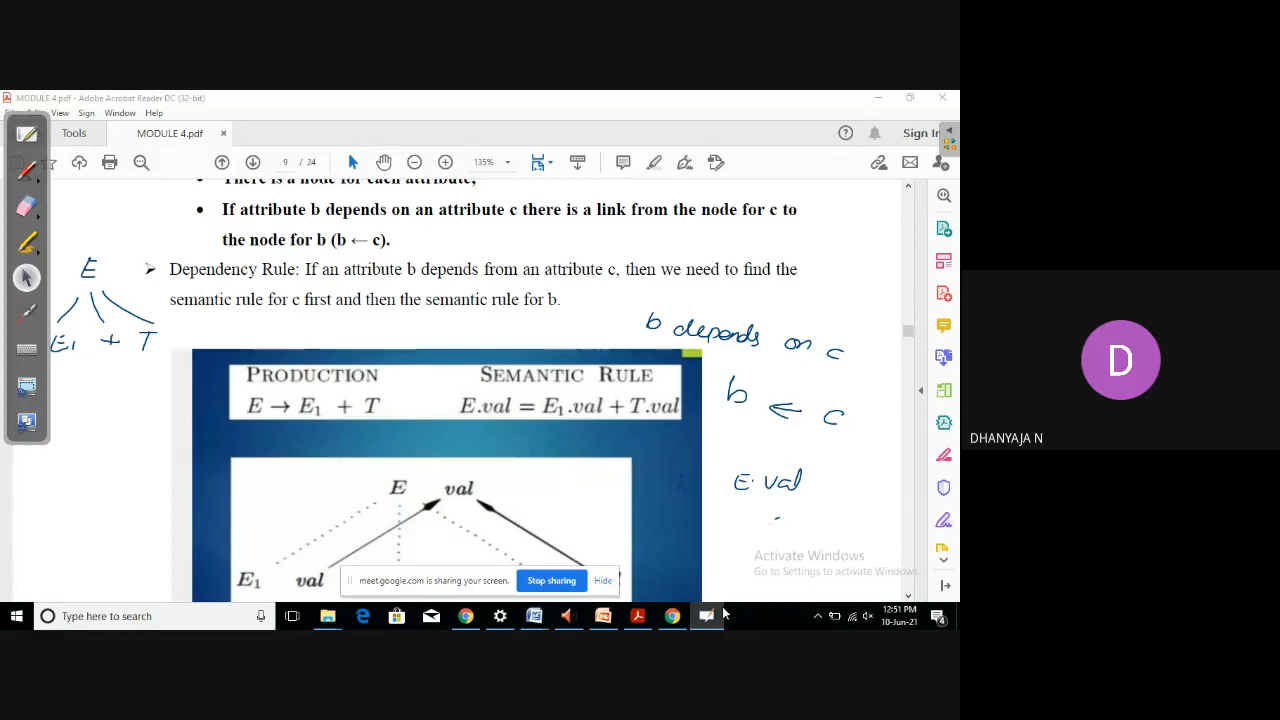 MODULE 4.pdf - Adobe Acrobat Reader DC (32-bit)
View Sign Window Help
Tools MODULE 4.pdf × Sign In
9 / 24 135%
There is a node for each attribute;
If attribute b depends on an attribute c there is a link from the node for c to
the node for b (b ← c).
Dependency Rule: If an attribute b depends from an attribute c, then we need to find the
semantic rule for c first and then the semantic rule for b.
E
E1 + T
b depends on c
PRODUCTION SEMANTIC RULE
E → E1 + T E.val = E1.val + T.val
b ← c
E val
E.val
E1 val
meet.google.com is sharing your screen. Stop sharing Hide
Activate Windows
Go to Settings to activate Windows.
Type here to search
12:51 PM
10-Jun-21
4
D
DHANYAJA N